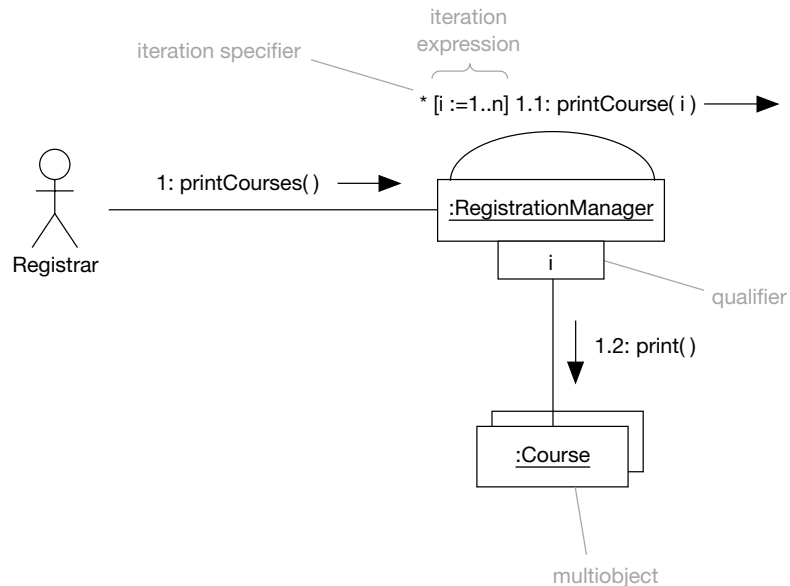 iteration
expression
iteration specifier
* [i :=1..n] 1.1: printCourse( i )
1: printCourses( )
:RegistrationManager
Registrar
i
qualifier
1.2: print( )
:Course
multiobject